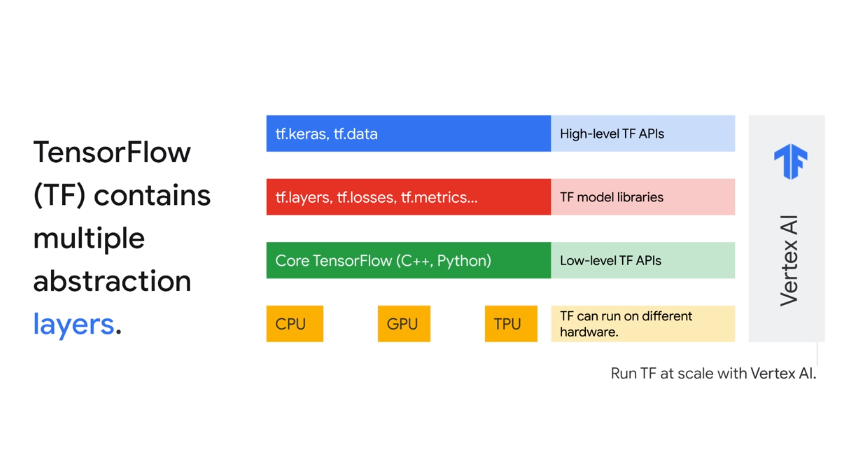 TensorFlow
(TF) contains
multiple
abstraction
layers.
tf.keras, tf.data
High-level TF APIs
tf.layers, tf.losses, tf.metrics...
TF model libraries
Core TensorFlow (C++, Python)
Low-level TF APIs
CPU
GPU
TPU
TF can run on different
hardware.
Vertex AI
Run TF at scale with Vertex AI.